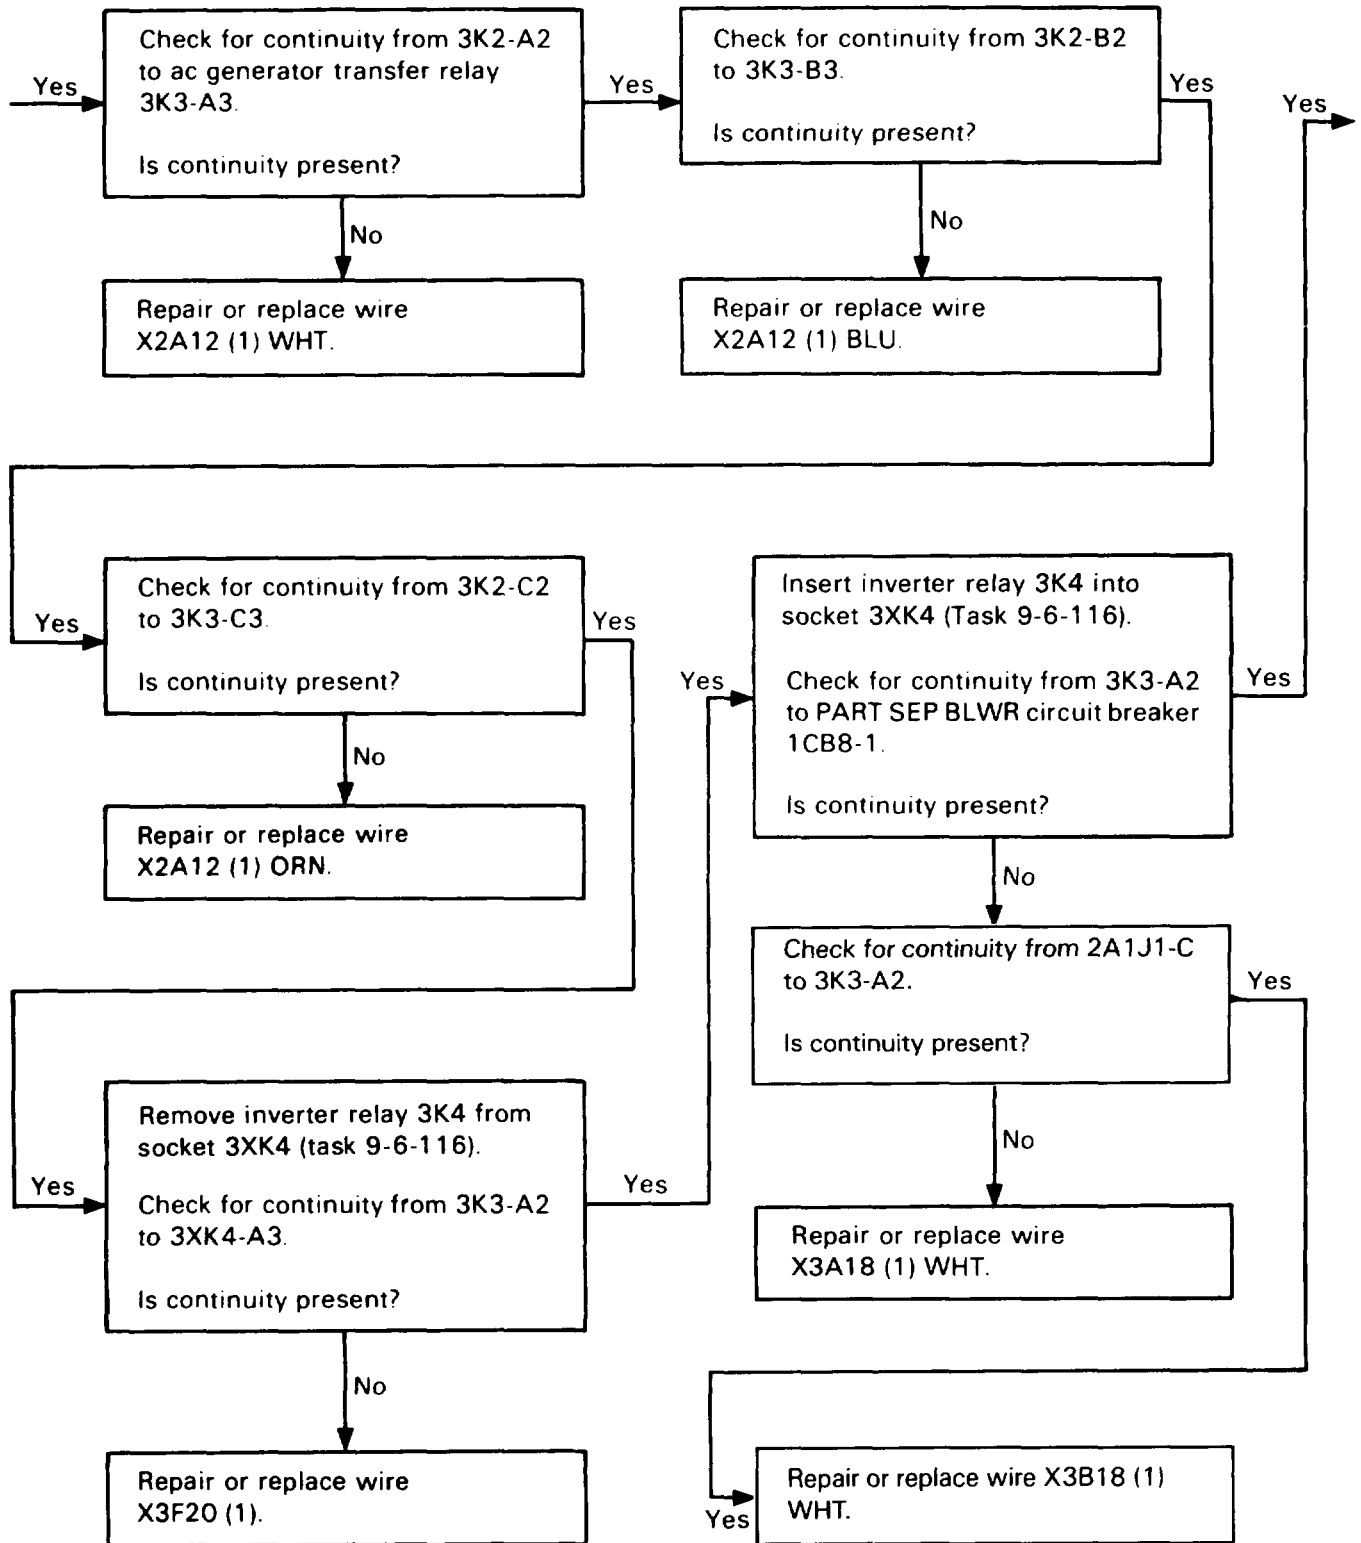 Yes
Check for continuity from 3K2-A2
to ac generator transfer relay
3K3-A3.
Is continuity present?
Yes
No
Repair or replace wire
X2A12 (1) WHT.
Check for continuity from 3K2-B2
to 3K3-B3.
Is continuity present?
Yes
No
Repair or replace wire
X2A12 (1) BLU.
Yes
Check for continuity from 3K2-C2
to 3K3-C3.
Is continuity present?
Yes
No
Repair or replace wire
X2A12 (1) ORN.
Yes
Remove inverter relay 3K4 from
socket 3XK4 (task 9-6-116).
Check for continuity from 3K3-A2
to 3XK4-A3.
Is continuity present?
Yes
No
Repair or replace wire
X3F20 (1).
Yes
Insert inverter relay 3K4 into
socket 3XK4 (Task 9-6-116).
Check for continuity from 3K3-A2
to PART SEP BLWR circuit breaker
1CB8-1.
Is continuity present?
Yes
Yes
No
Check for continuity from 2A1J1-C
to 3K3-A2.
Is continuity present?
Yes
No
Repair or replace wire
X3A18 (1) WHT.
Yes
Repair or replace wire X3B18 (1)
WHT.